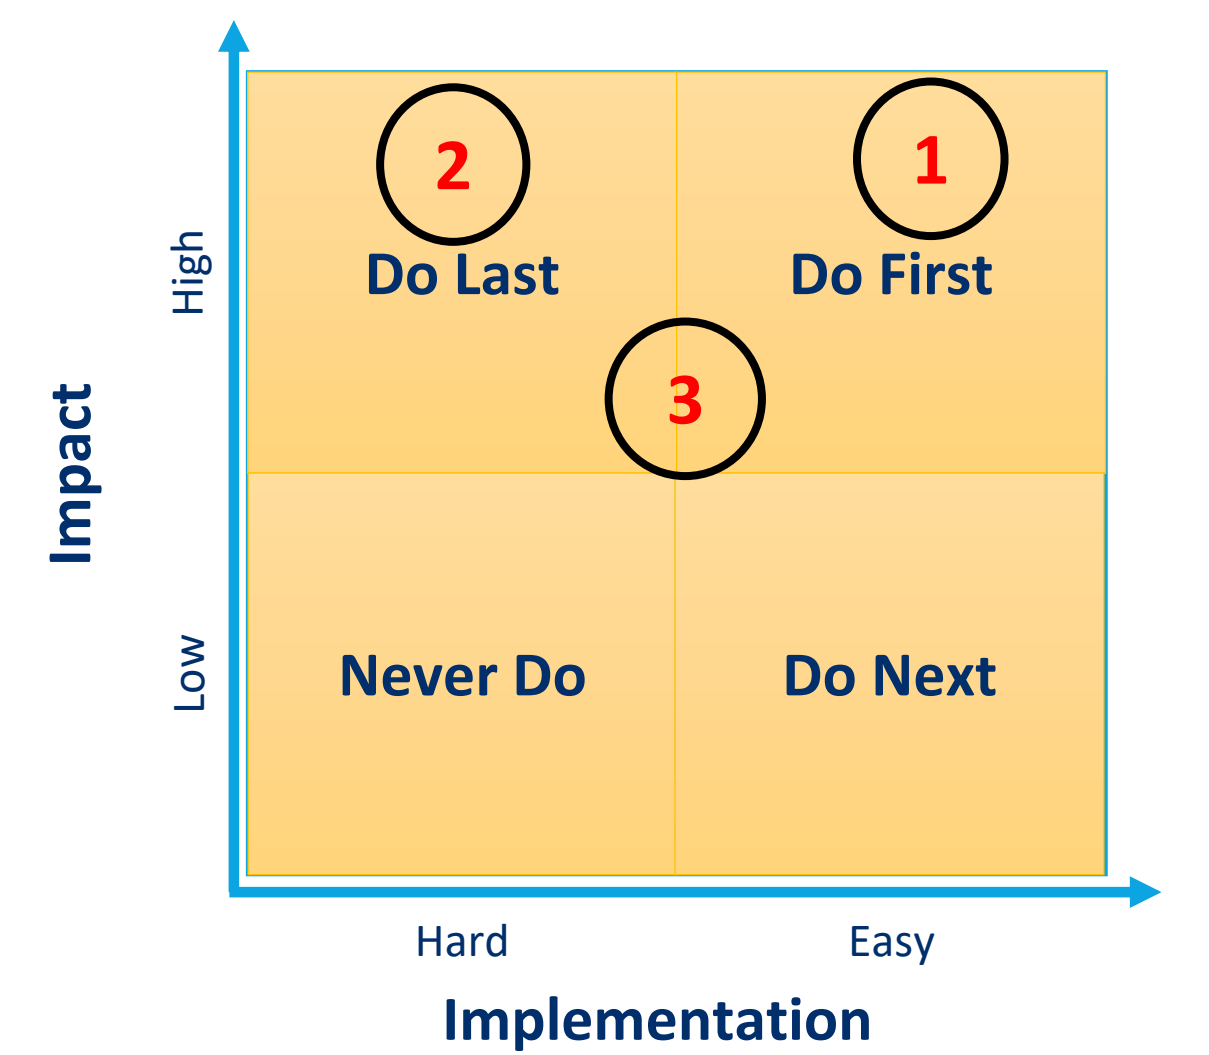 2
1
High
Do Last
Do First
3
Impact
Low
Never Do
Do Next
Hard
Easy
Implementation